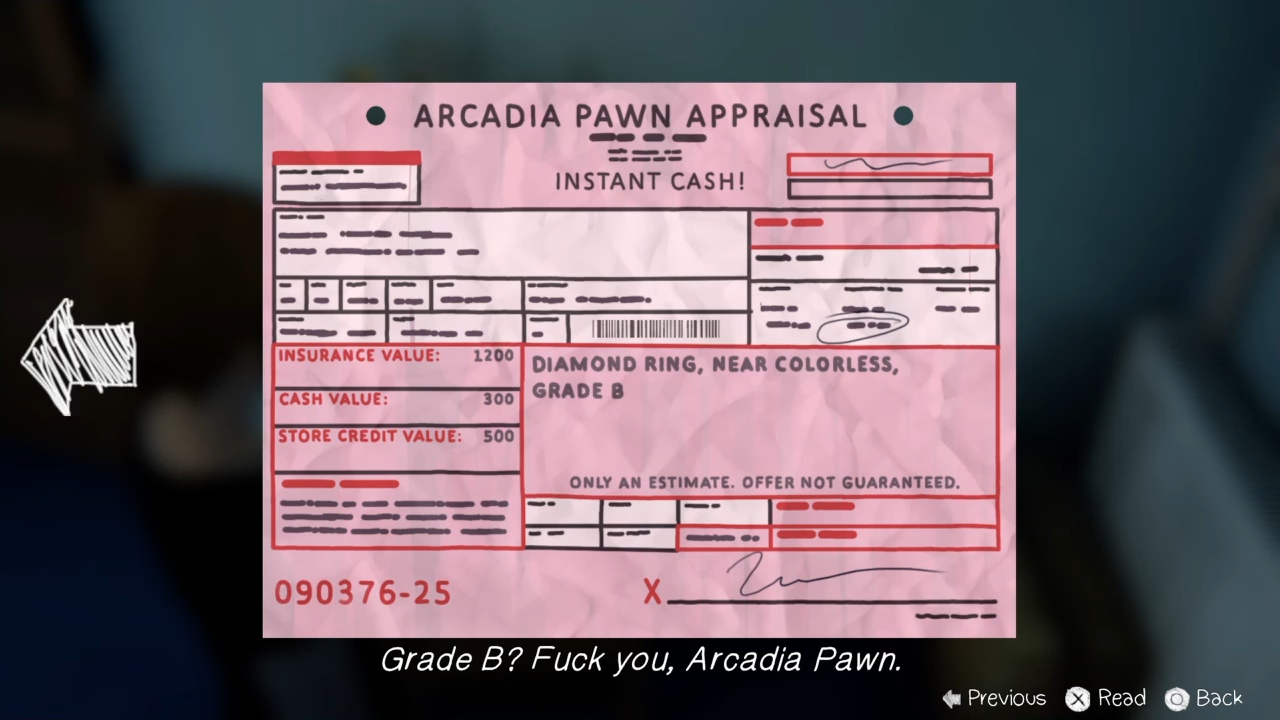 ARCADIA PAWN APPRAISAL
INSTANT CASH!
INSURANCE VALUE: 1200
CASH VALUE: 300
STORE CREDIT VALUE: 500
DIAMOND RING, NEAR COLORLESS,
GRADE B
ONLY AN ESTIMATE. OFFER NOT GUARANTEED.
090376-25
X
Grade B? Fuck you, Arcadia Pawn.
Previous X Read Back